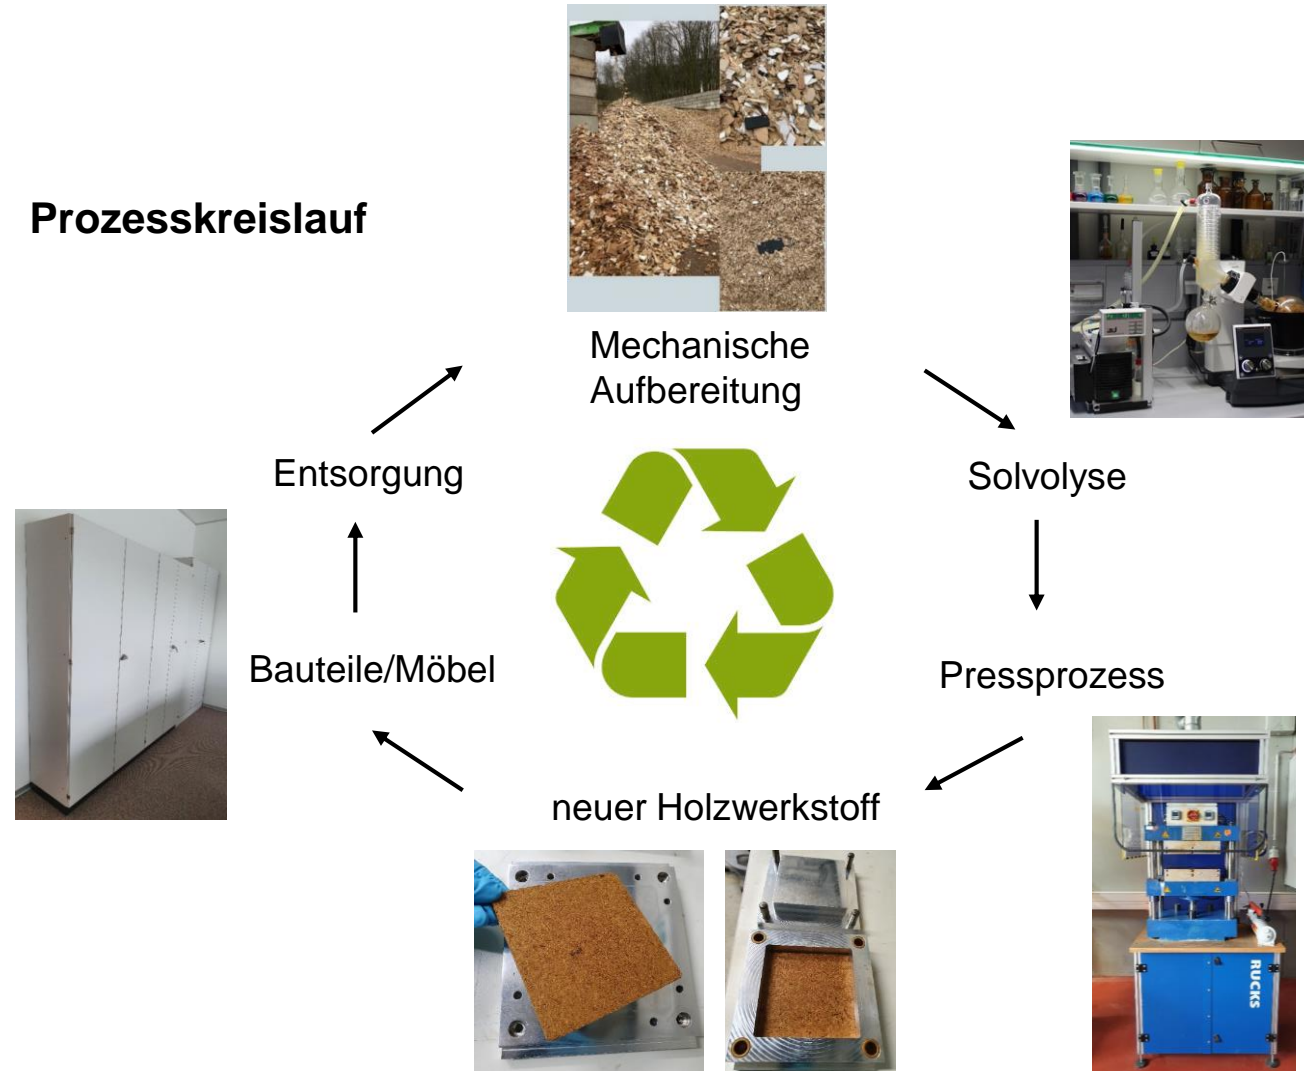 Prozesskreislauf
Mechanische
Aufbereitung
Entsorgung
Solvolyse
Bauteile/Möbel
Pressprozess
neuer Holzwerkstoff
RUCKS